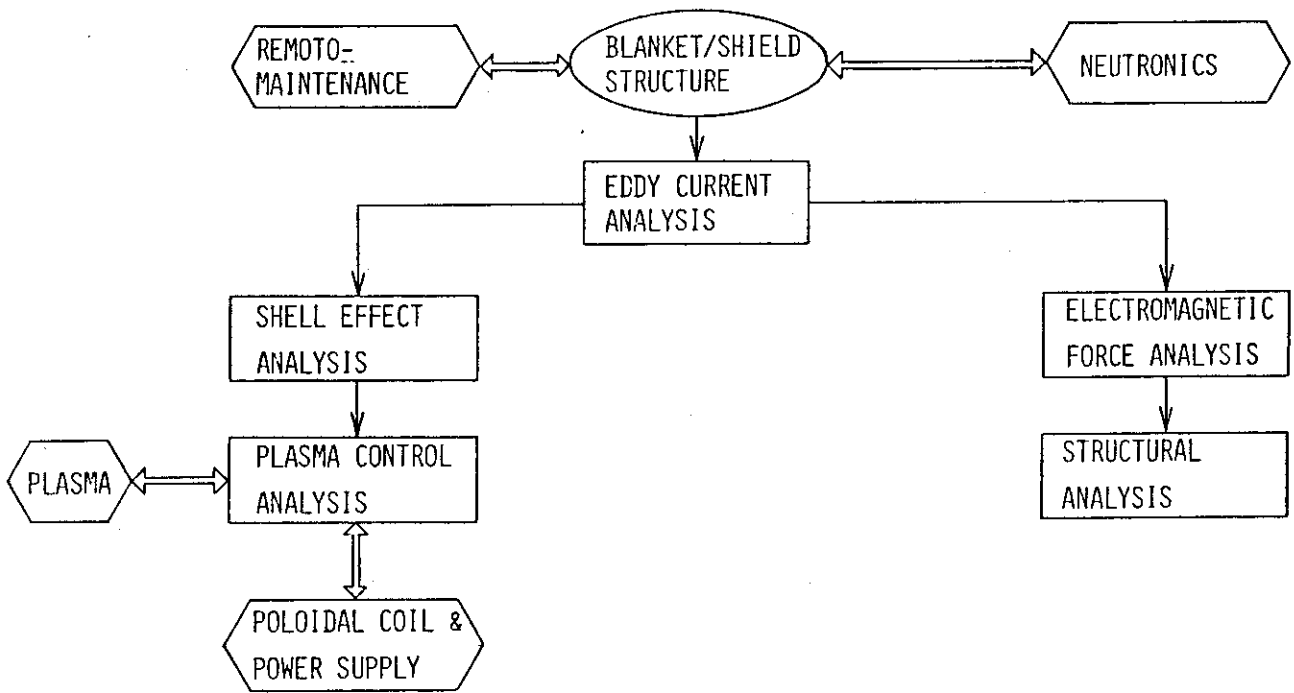 REMOTO-
MAINTENANCE
BLANKET/SHIELD
STRUCTURE
NEUTRONICS
EDDY CURRENT
ANALYSIS
SHELL EFFECT
ANALYSIS
ELECTROMAGNETIC
FORCE ANALYSIS
PLASMA
PLASMA CONTROL
ANALYSIS
STRUCTURAL
ANALYSIS
POLOIDAL COIL &
POWER SUPPLY